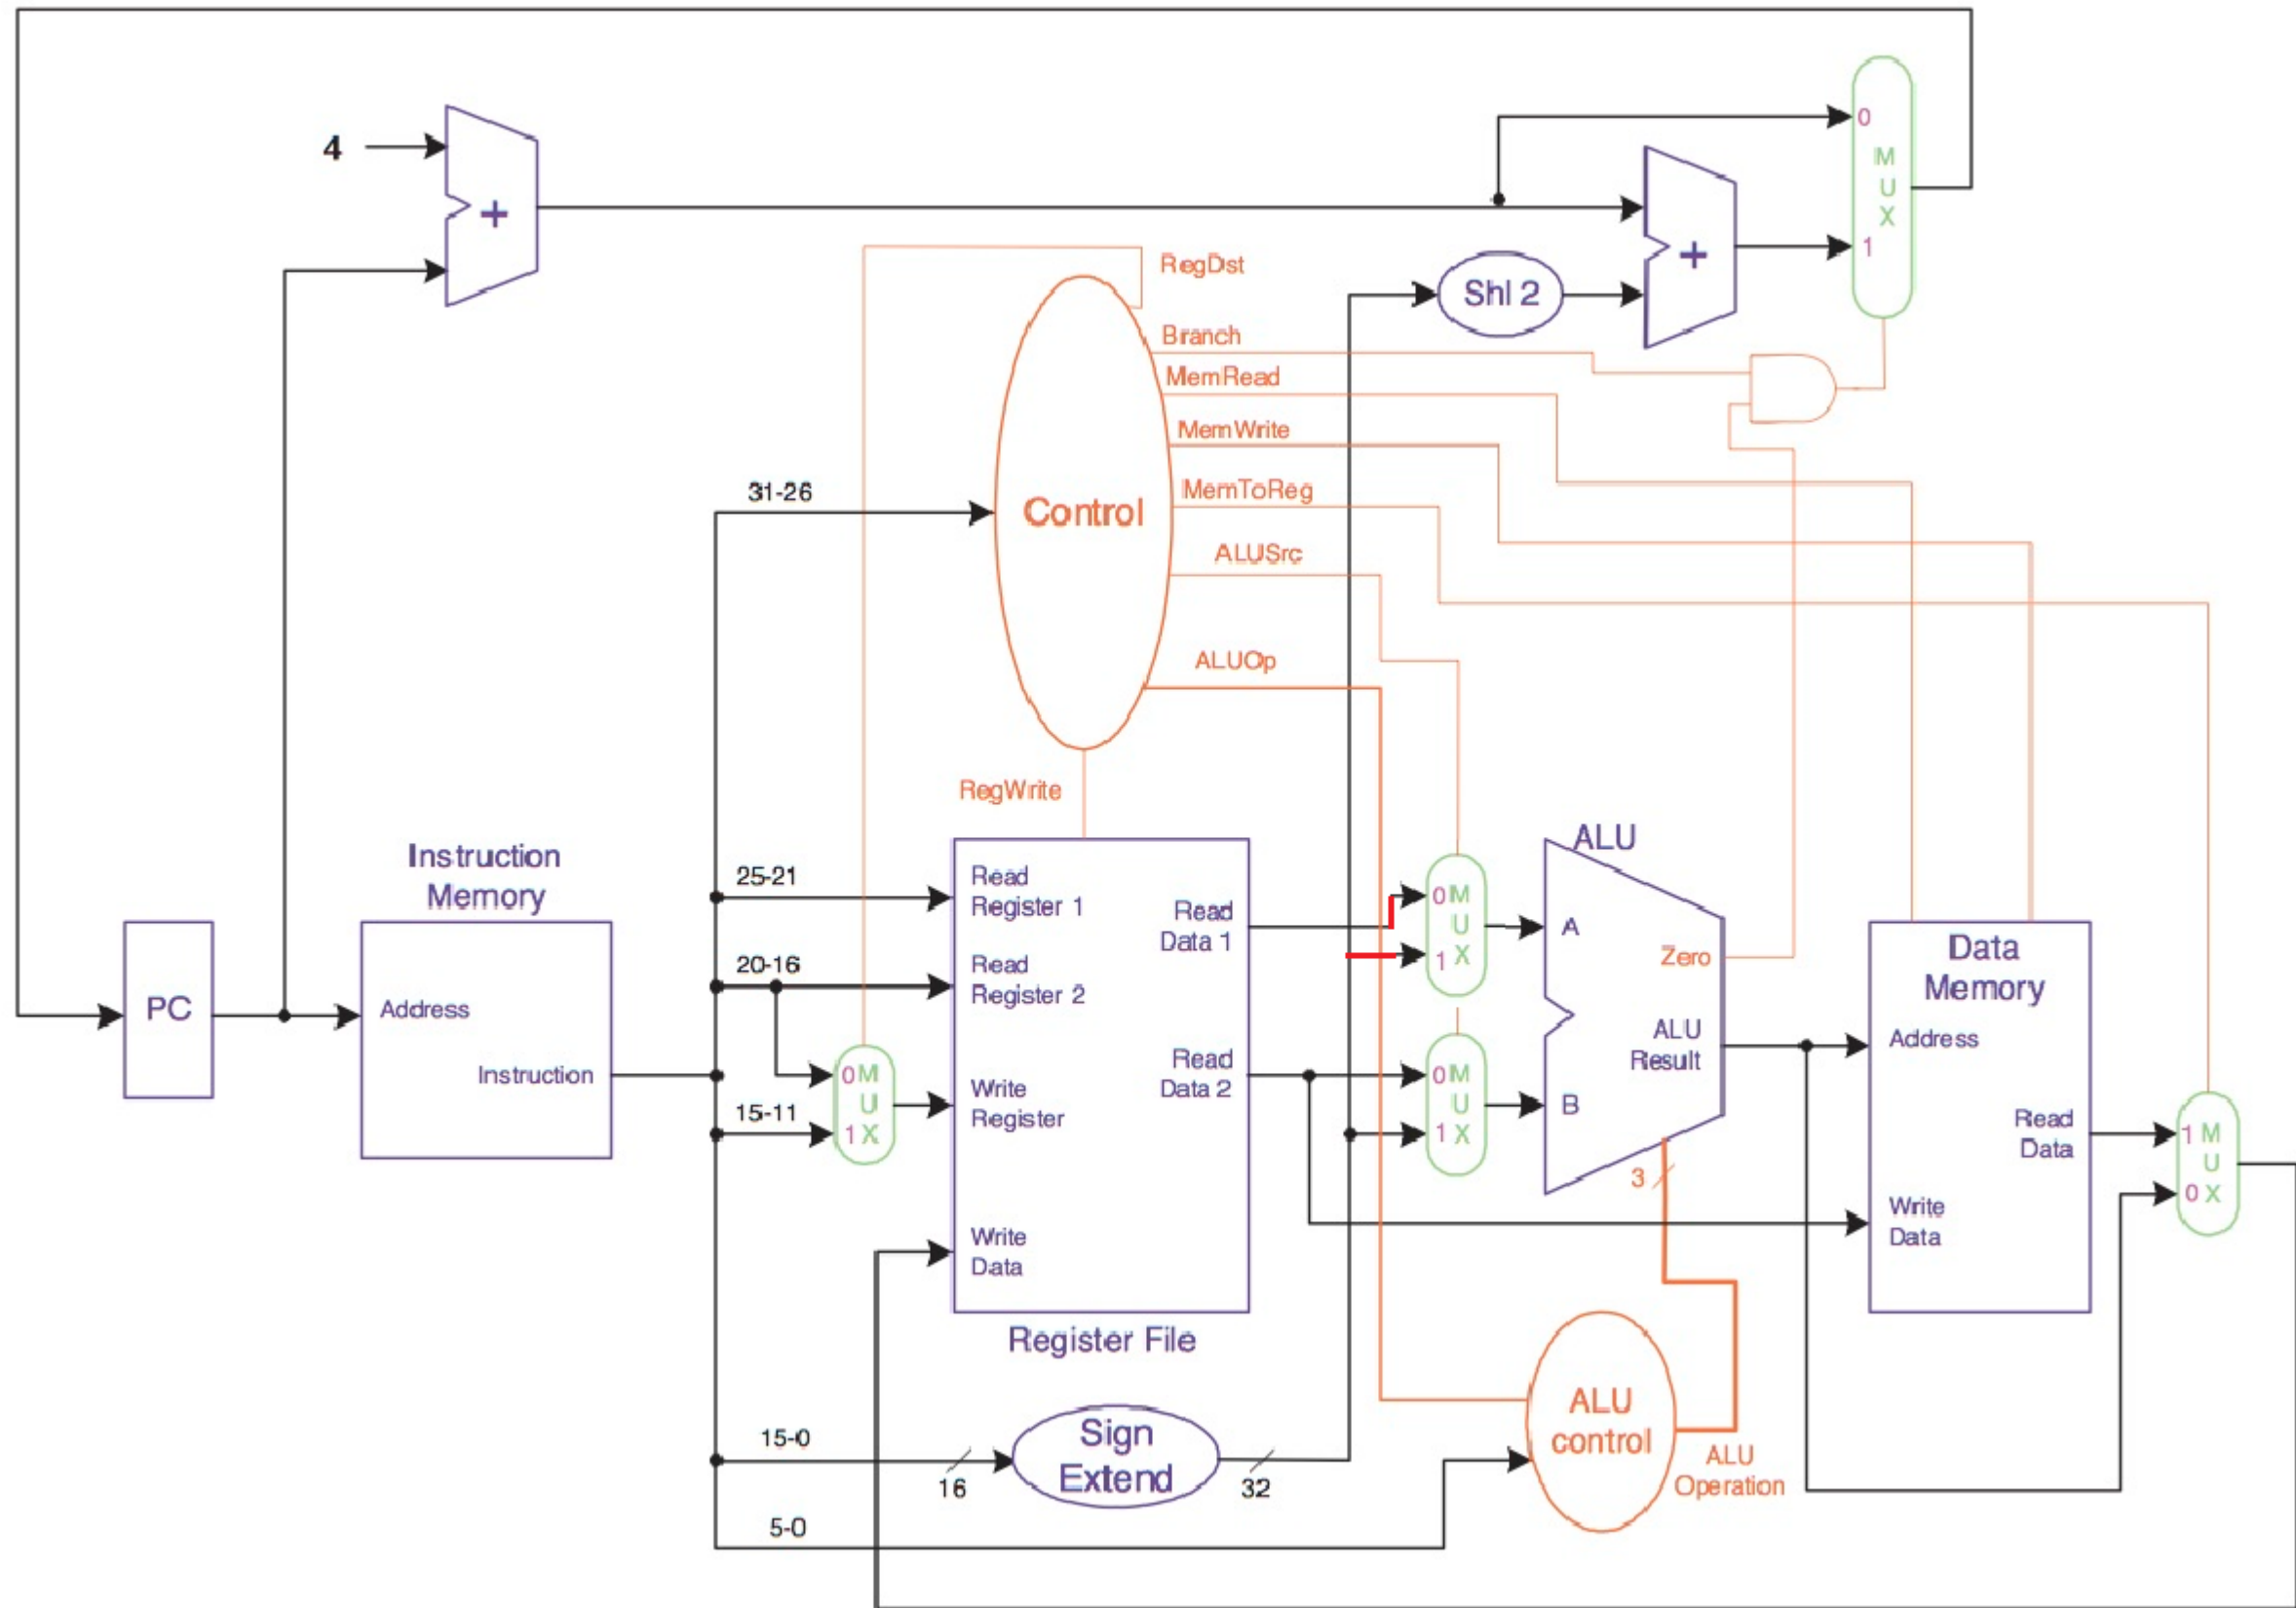 4
+
0
M
U
X
1
+
Shl 2
RegDst
Branch
MemRead
MemWrite
MemToReg
ALUSrc
ALUOp
Control
31-26
RegWrite
Instruction
Memory
PC
Address
Instruction
25-21
20-16
15-11
0 M
U
1 X
Read
Register 1
Read
Register 2
Write
Register
Write
Data
Read
Data 1
Read
Data 2
Register File
0 M
U
1 X
0 M
U
1 X
ALU
A
B
Zero
ALU
Result
3
Data
Memory
Address
Read
Data
Write
Data
1 M
U
0 X
15-0
16
Sign
Extend
32
5-0
ALU
control
ALU
Operation